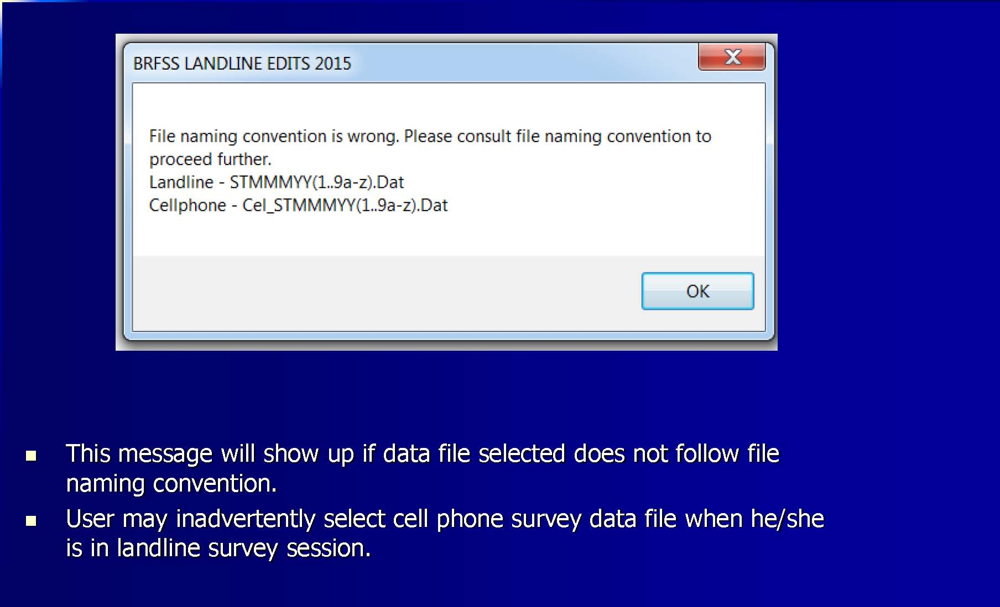 BRFSS LANDLINE EDITS 2015
File naming convention is wrong. Please consult file naming convention to
proceed further.
Landline - STMMMYY(1..9a-z).Dat
Cellphone - Cel_STMMMYY(1..9a-z).Dat
OK
This message will show up if data file selected does not follow file
naming convention.
User may inadvertently select cell phone survey data file when he/she
is in landline survey session.